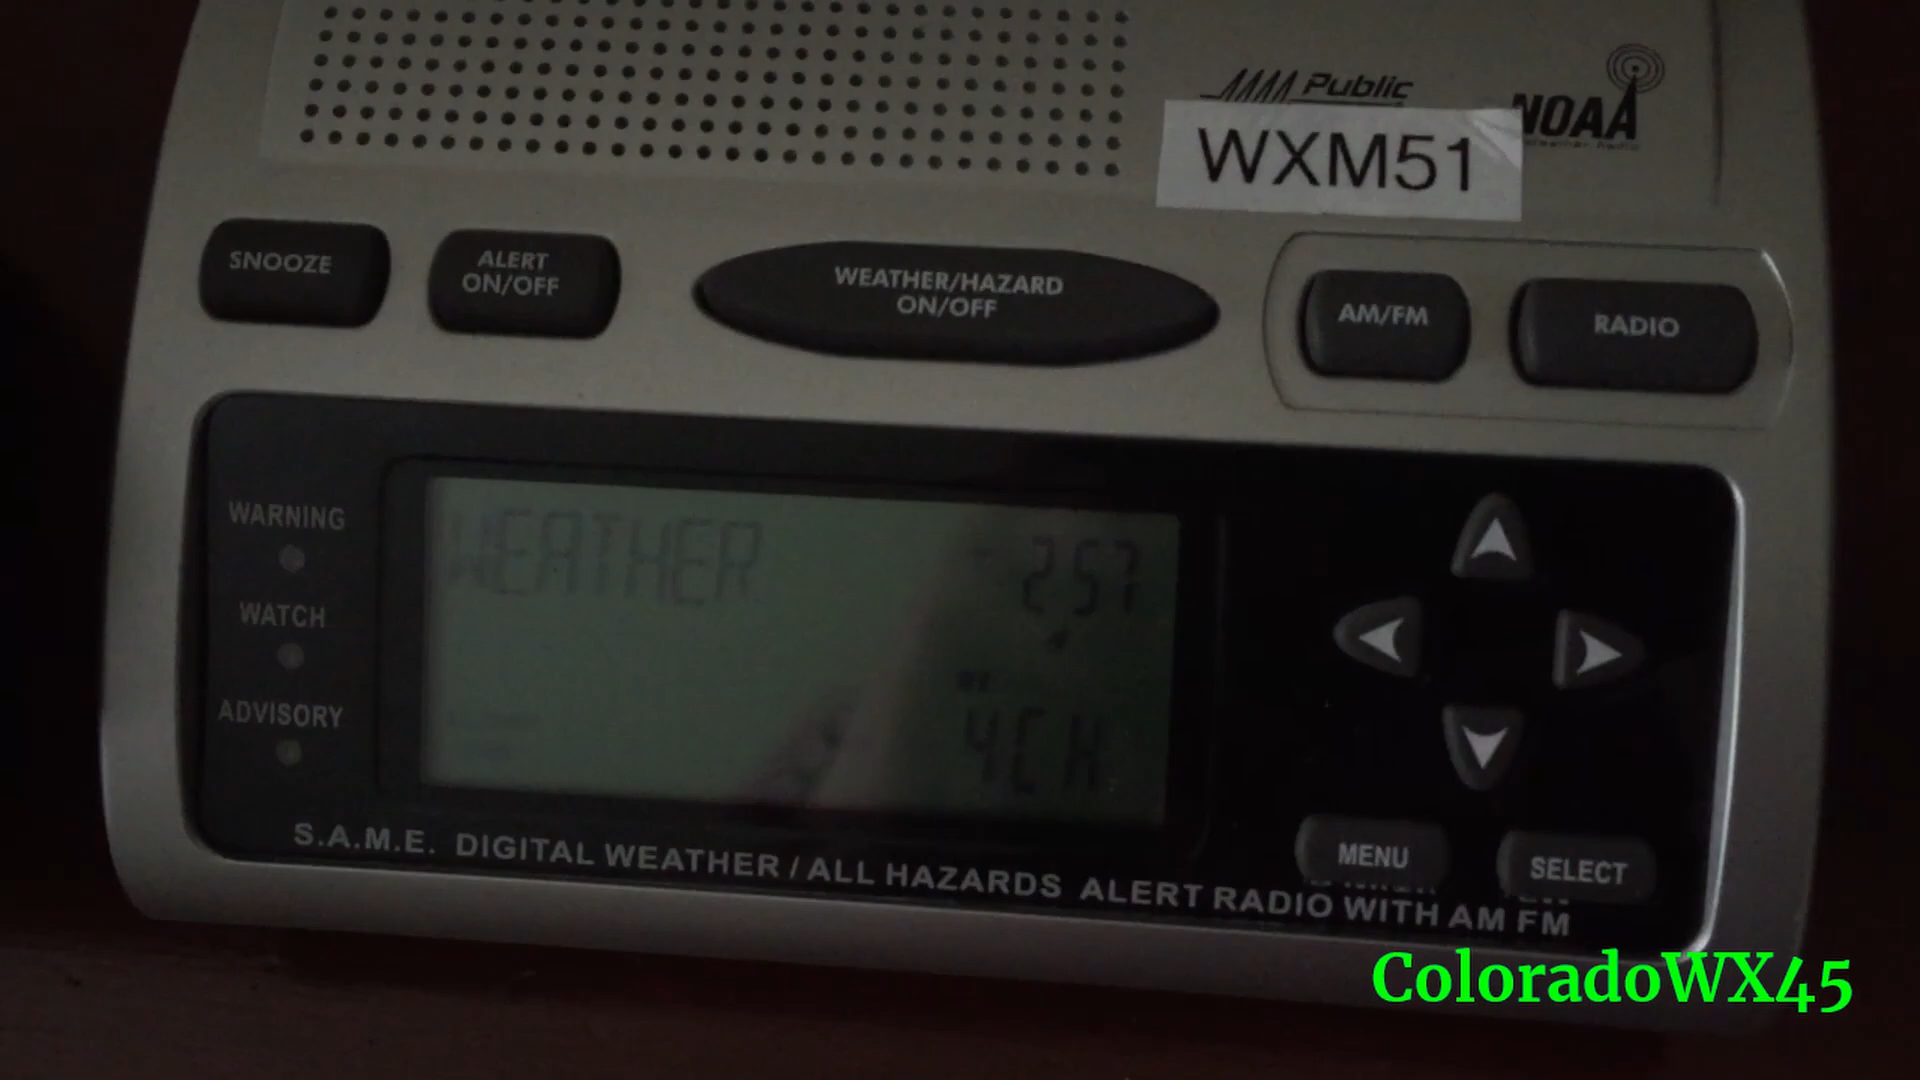 Public
NOAA
WXM51
SNOOZE
ALERT
ON/OFF
WEATHER/HAZARD
ON/OFF
AM/FM
RADIO
WARNING
WATCH
ADVISORY
WEATHER 2 57
4CH
MENU
SELECT
S.A.M.E. DIGITAL WEATHER / ALL HAZARDS ALERT RADIO WITH AM FM
ColoradoWX45